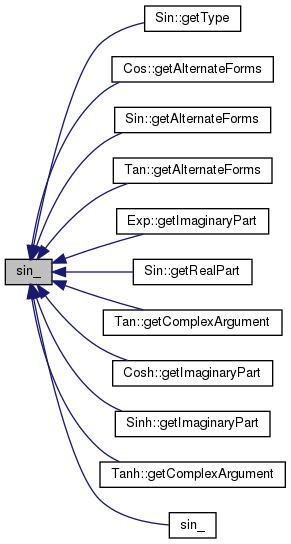 Sin::getType
Cos::getAlternateForms
Sin::getAlternateForms
Tan::getAlternateForms
Exp::getImaginaryPart
sin_
Sin::getRealPart
Tan::getComplexArgument
Cosh::getImaginaryPart
Sinh::getImaginaryPart
Tanh::getComplexArgument
sin_